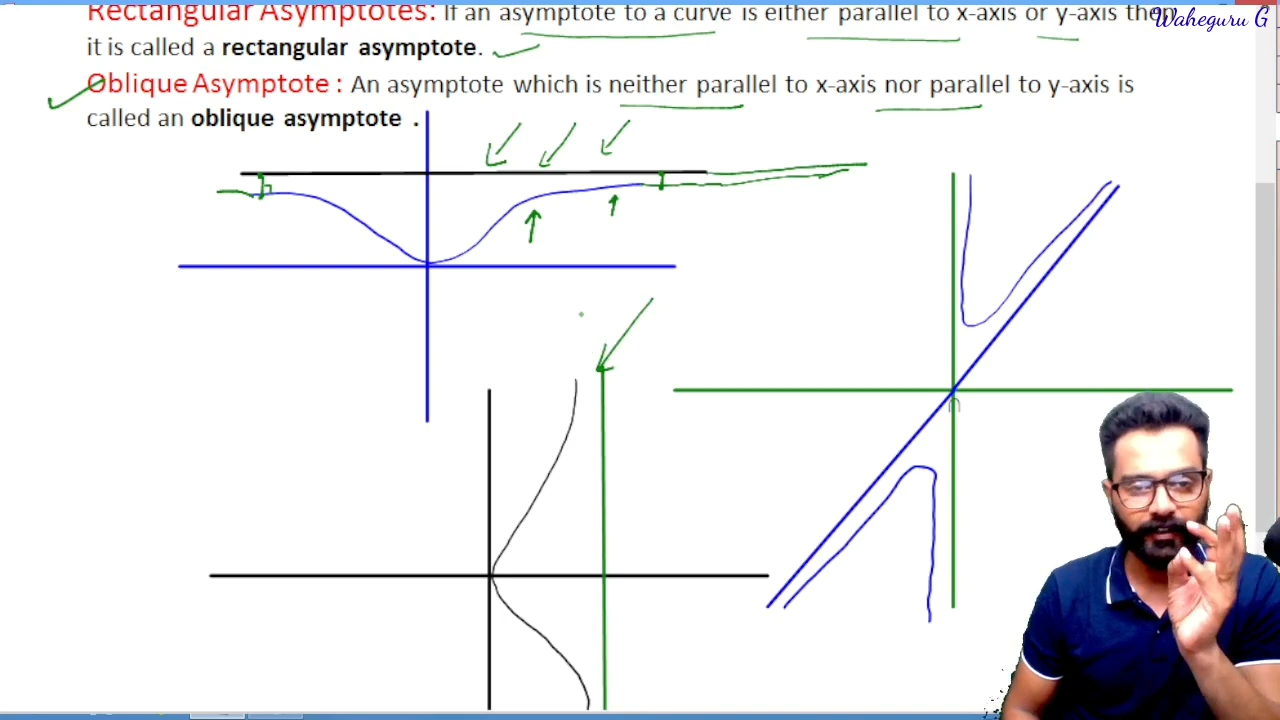 Rectangular Asymptotes: If an asymptote to a curve is either parallel to x-axis or y-axis then
Waheguru G
it is called a rectangular asymptote.
Oblique Asymptote : An asymptote which is neither parallel to x-axis nor parallel to y-axis is
called an oblique asymptote .